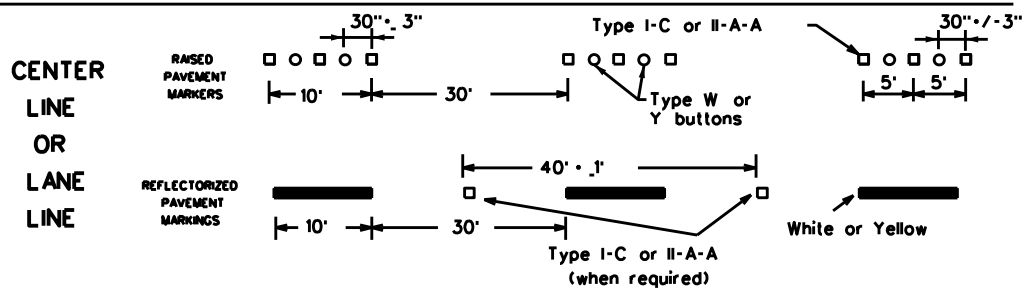 30"·_ 3"
Type I-C or II-A-A
30"·/-3"
CENTER
LINE
OR
LANE
LINE
RAISED
PAVEMENT
MARKERS
10'
30'
Type W or
Y buttons
5'
5'
REFLECTORIZED
PAVEMENT
MARKINGS
40' · _1'
10'
30'
Type I-C or II-A-A
(when required)
White or Yellow